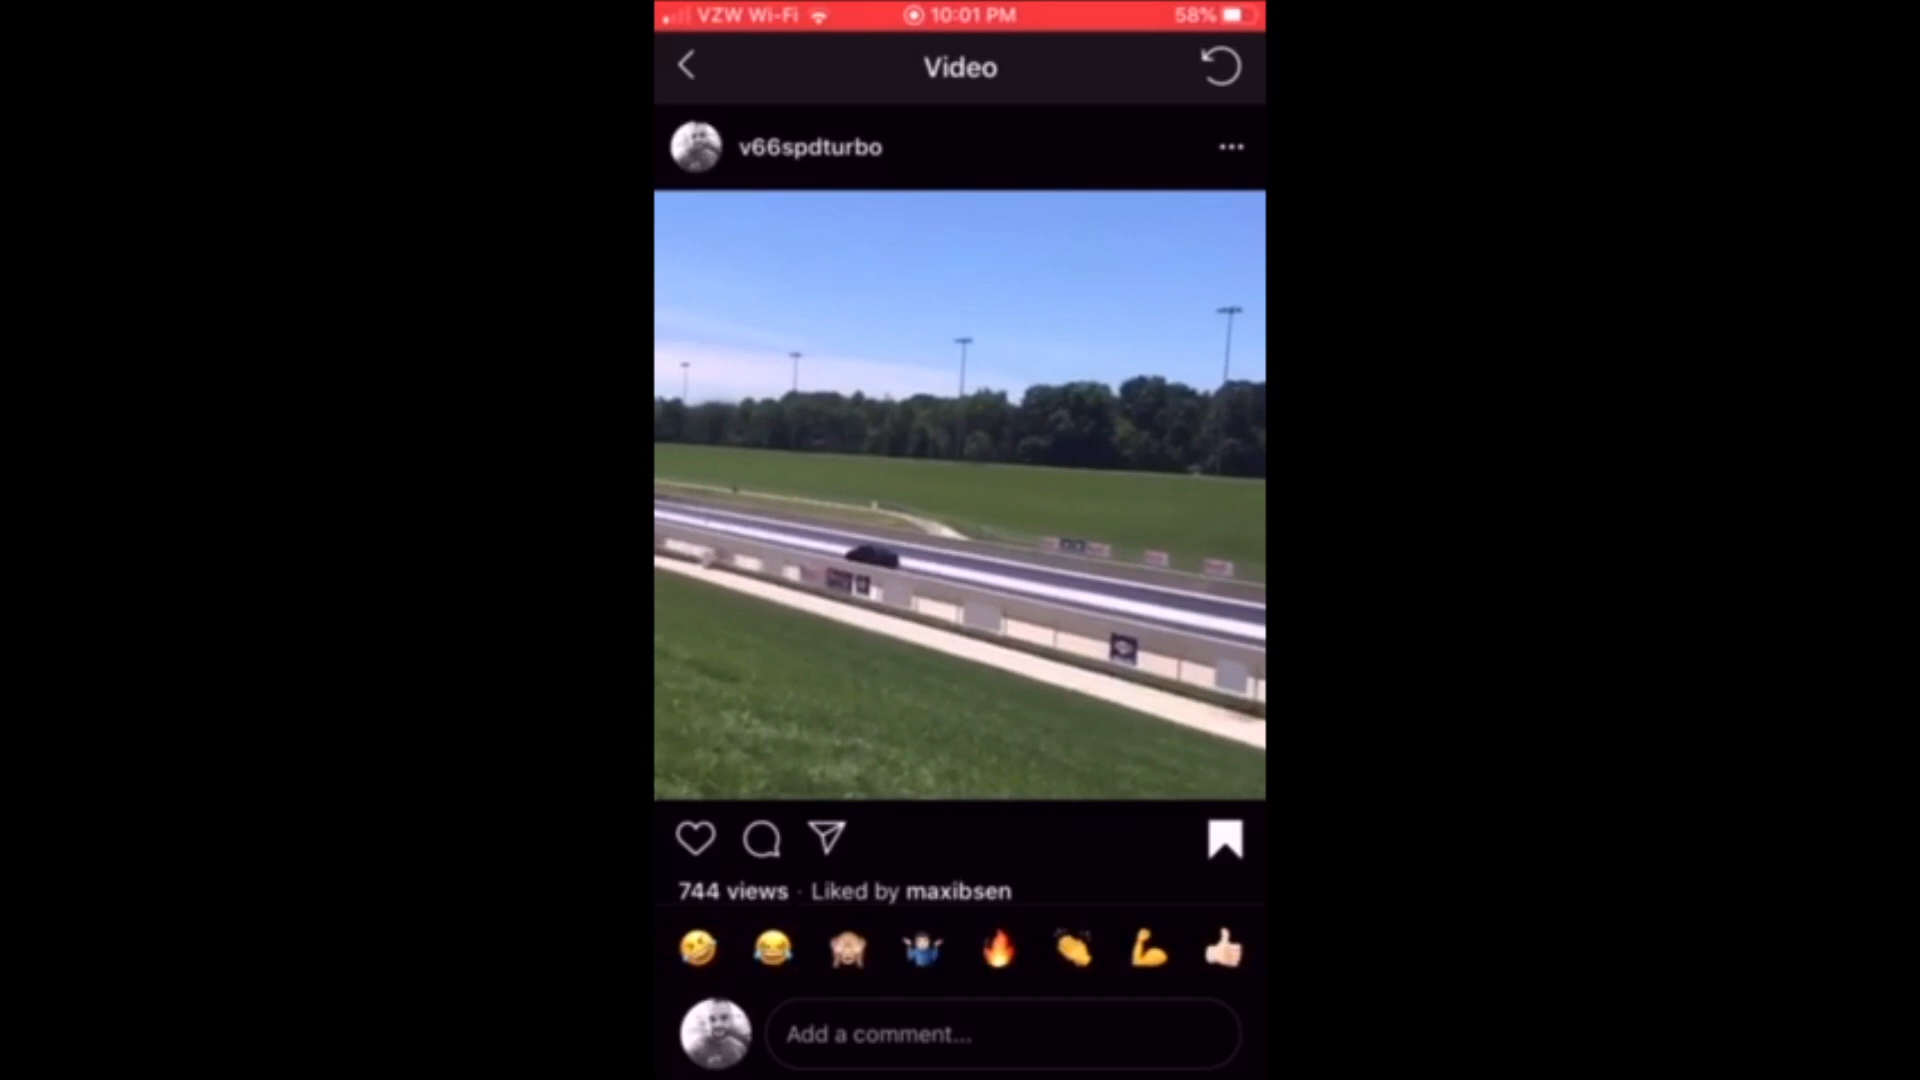 VZW Wi-Fi 10:01 PM 58%
Video
v66spdturbo
744 views · Liked by maxibsen
Add a comment...